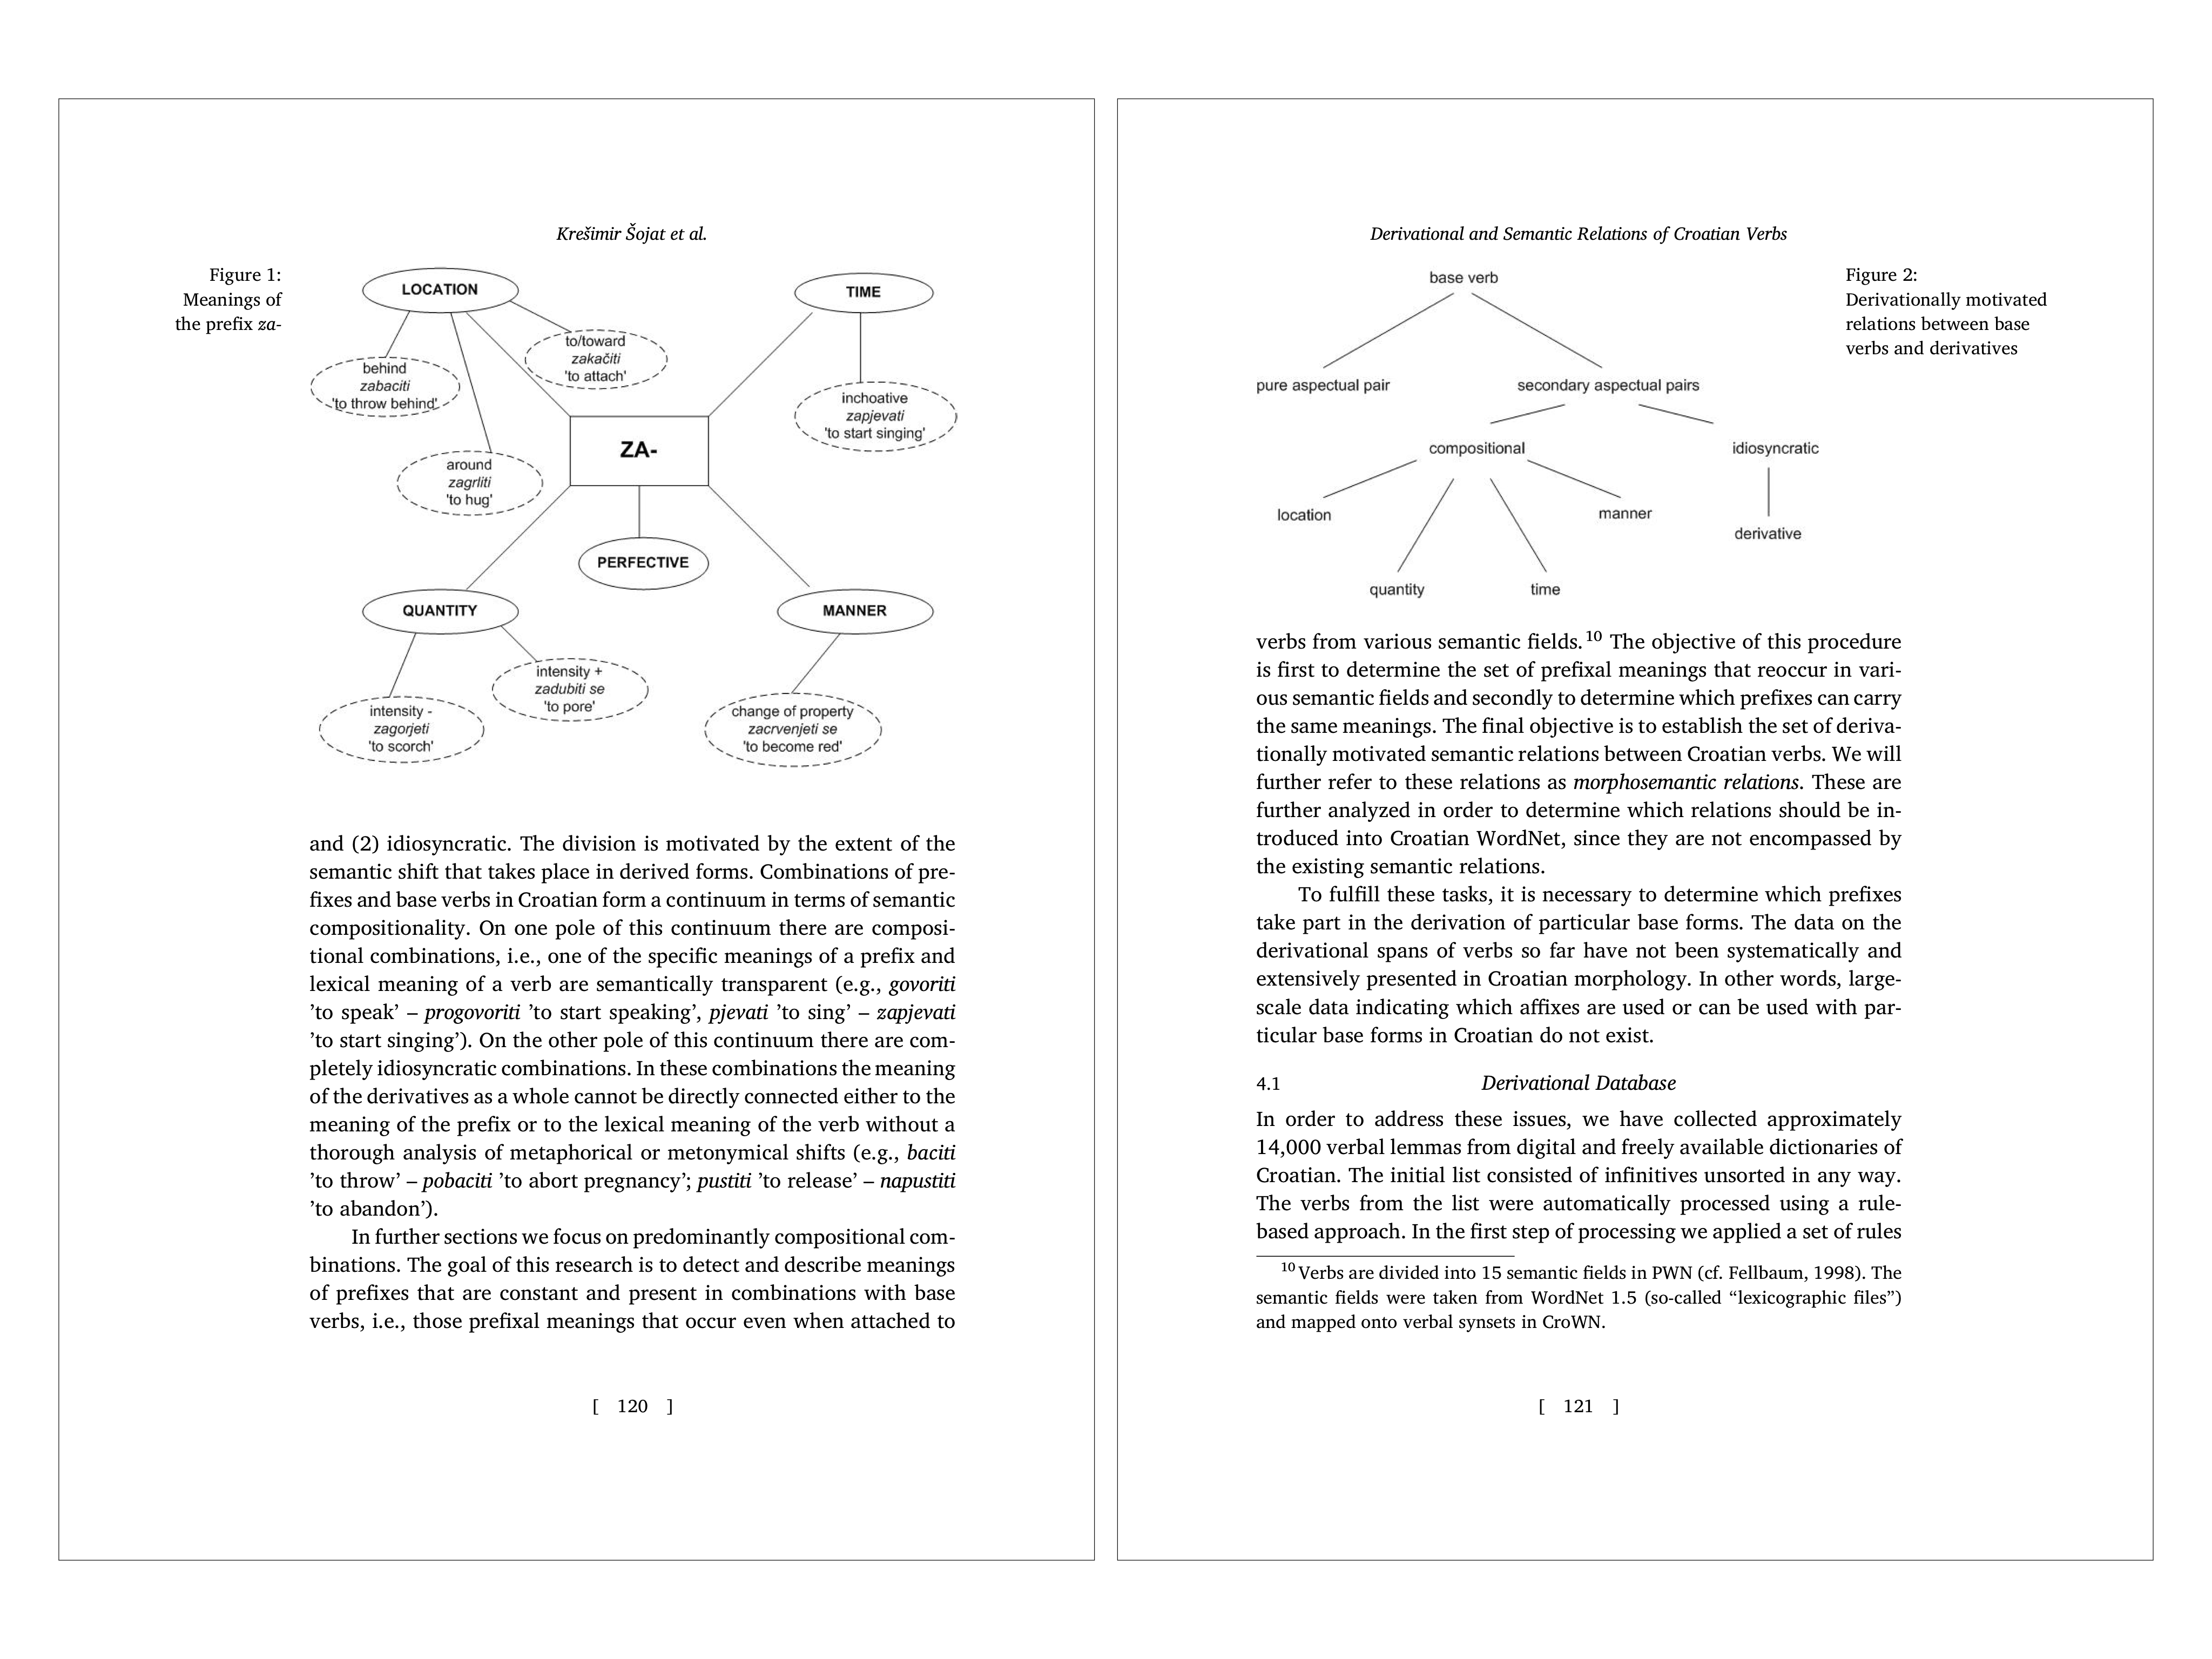 Krešimir Šojat et al.
Figure 1:
Meanings of
the prefix za-
LOCATION
TIME
to/toward
zakačiti
'to attach'
behind
zabaciti
'to throw behind'
inchoative
zapjevati
'to start singing'
ZA-
around
zagrliti
'to hug'
PERFECTIVE
QUANTITY
MANNER
intensity +
zadubiti se
'to pore'
intensity -
zagorjeti
'to scorch'
change of property
zacrvenjeti se
'to become red'
and (2) idiosyncratic. The division is motivated by the extent of the
semantic shift that takes place in derived forms. Combinations of pre-
fixes and base verbs in Croatian form a continuum in terms of semantic
compositionality. On one pole of this continuum there are composi-
tional combinations, i.e., one of the specific meanings of a prefix and
lexical meaning of a verb are semantically transparent (e.g., govoriti
’to speak’ – progovoriti ’to start speaking’, pjevati ’to sing’ – zapjevati
’to start singing’). On the other pole of this continuum there are com-
pletely idiosyncratic combinations. In these combinations the meaning
of the derivatives as a whole cannot be directly connected either to the
meaning of the prefix or to the lexical meaning of the verb without a
thorough analysis of metaphorical or metonymical shifts (e.g., baciti
’to throw’ – pobaciti ’to abort pregnancy’; pustiti ’to release’ – napustiti
’to abandon’).
In further sections we focus on predominantly compositional com-
binations. The goal of this research is to detect and describe meanings
of prefixes that are constant and present in combinations with base
verbs, i.e., those prefixal meanings that occur even when attached to
[ 120 ]
Derivational and Semantic Relations of Croatian Verbs
Figure 2:
Derivationally motivated
relations between base
verbs and derivatives
base verb
pure aspectual pair
secondary aspectual pairs
compositional
idiosyncratic
location
manner
derivative
quantity
time
verbs from various semantic fields.10 The objective of this procedure
is first to determine the set of prefixal meanings that reoccur in vari-
ous semantic fields and secondly to determine which prefixes can carry
the same meanings. The final objective is to establish the set of deriva-
tionally motivated semantic relations between Croatian verbs. We will
further refer to these relations as morphosemantic relations. These are
further analyzed in order to determine which relations should be in-
troduced into Croatian WordNet, since they are not encompassed by
the existing semantic relations.
To fulfill these tasks, it is necessary to determine which prefixes
take part in the derivation of particular base forms. The data on the
derivational spans of verbs so far have not been systematically and
extensively presented in Croatian morphology. In other words, large-
scale data indicating which affixes are used or can be used with par-
ticular base forms in Croatian do not exist.
4.1 Derivational Database
In order to address these issues, we have collected approximately
14,000 verbal lemmas from digital and freely available dictionaries of
Croatian. The initial list consisted of infinitives unsorted in any way.
The verbs from the list were automatically processed using a rule-
based approach. In the first step of processing we applied a set of rules
10 Verbs are divided into 15 semantic fields in PWN (cf. Fellbaum, 1998). The
semantic fields were taken from WordNet 1.5 (so-called “lexicographic files”)
and mapped onto verbal synsets in CroWN.
[ 121 ]